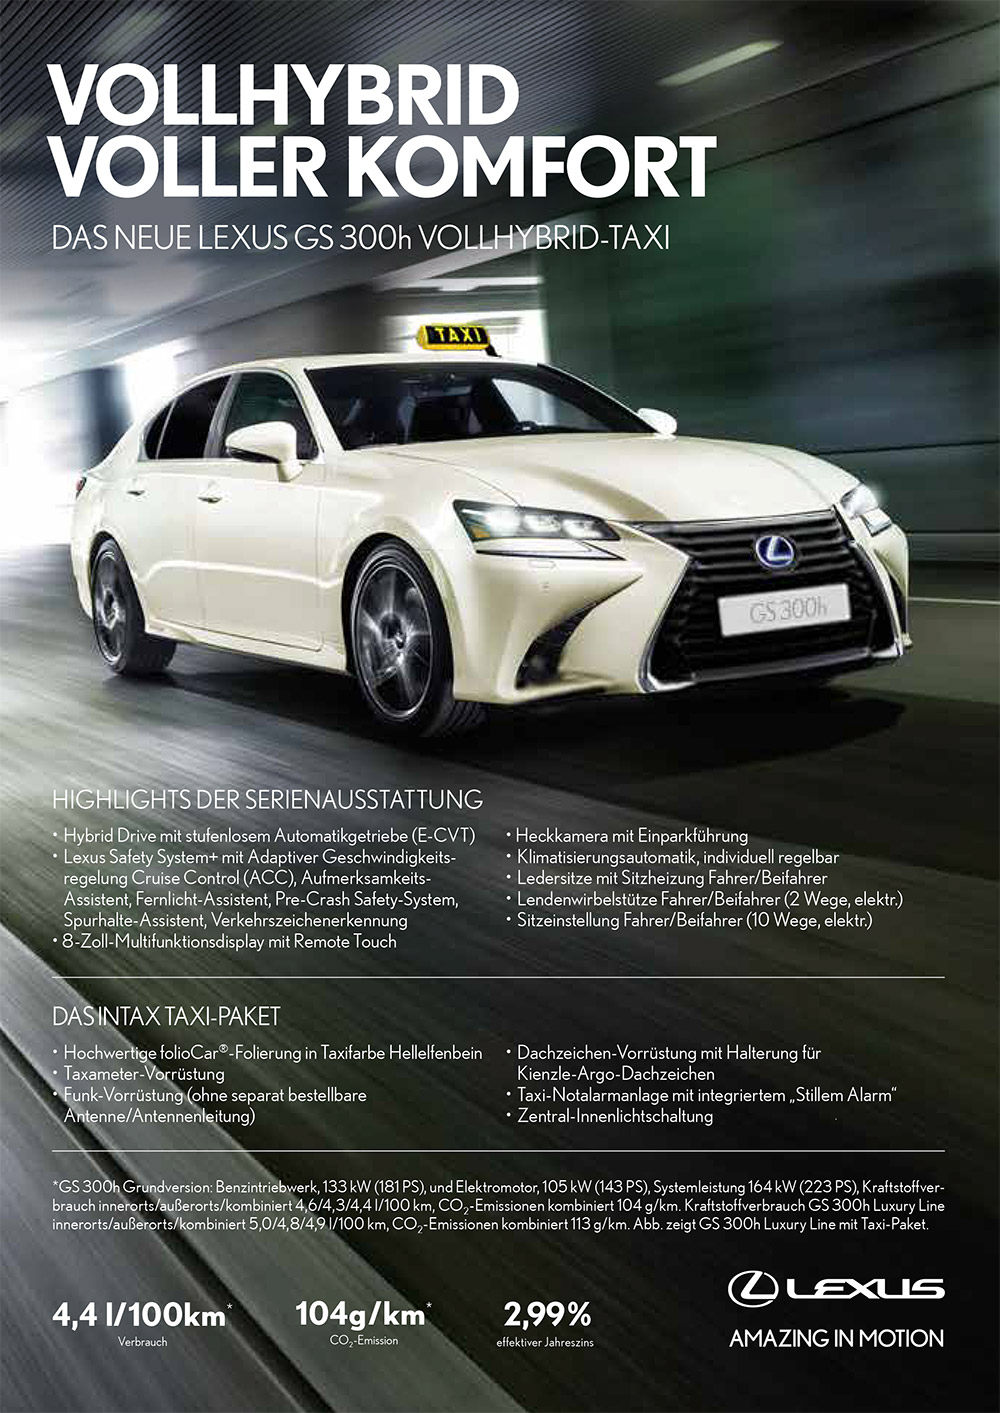 VOLLHYBRID
VOLLER KOMFORT
DAS NEUE LEXUS GS 300h VOLLHYBRID-TAXI
TAXI
GS 300h
HIGHLIGHTS DER SERIENAUSSTATTUNG
• Hybrid Drive mit stufenlosem Automatikgetriebe (E-CVT)
• Lexus Safety System+ mit Adaptiver Geschwindigkeits-
regelung Cruise Control (ACC), Aufmerksamkeits-
Assistent, Fernlicht-Assistent, Pre-Crash Safety-System,
Spurhalte-Assistent, Verkehrszeichenerkennung
• 8-Zoll-Multifunktionsdisplay mit Remote Touch
• Heckkamera mit Einparkführung
• Klimatisierungsautomatik, individuell regelbar
• Ledersitze mit Sitzheizung Fahrer/Beifahrer
• Lendenwirbelstütze Fahrer/Beifahrer (2 Wege, elektr.)
• Sitzeinstellung Fahrer/Beifahrer (10 Wege, elektr.)
DAS INTAX TAXI-PAKET
• Hochwertige folioCar®-Folierung in Taxifarbe Hellelfenbein
• Taxameter-Vorrüstung
• Funk-Vorrüstung (ohne separat bestellbare
Antenne/Antennenleitung)
• Dachzeichen-Vorrüstung mit Halterung für
Kienzle-Argo-Dachzeichen
• Taxi-Notalarmanlage mit integriertem „Stillem Alarm“
• Zentral-Innenlichtschaltung
*GS 300h Grundversion: Benzintriebwerk, 133 kW (181 PS), und Elektromotor, 105 kW (143 PS), Systemleistung 164 kW (223 PS), Kraftstoffver-
brauch innerorts/außerorts/kombiniert 4,6/4,3/4,4 l/100 km, CO₂-Emissionen kombiniert 104 g/km. Kraftstoffverbrauch GS 300h Luxury Line
innerorts/außerorts/kombiniert 5,0/4,8/4,9 l/100 km, CO₂-Emissionen kombiniert 113 g/km. Abb. zeigt GS 300h Luxury Line mit Taxi-Paket.
4,4 l/100km*
Verbrauch
104g/km*
CO₂-Emission
2,99%
effektiver Jahreszins
LEXUS
AMAZING IN MOTION